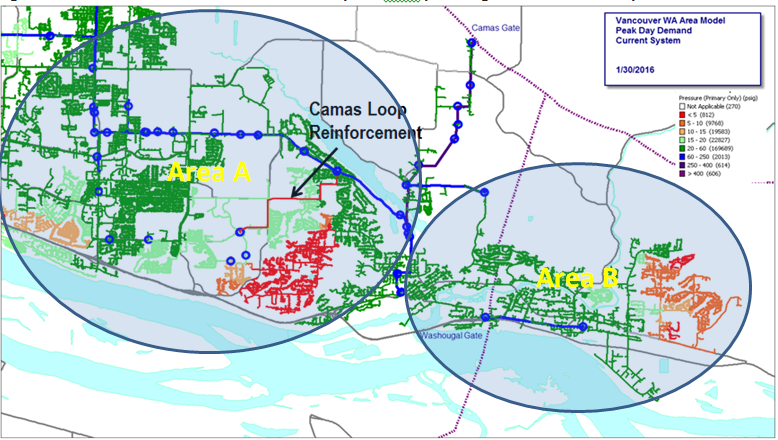 Camas Gate
Vancouver WA Area Model
Peak Day Demand
Current System
1/30/2016
Pressure (Primary Only) (psig)
Not Applicable (270)
< 5 (812)
5 - 10 (9768)
10 - 15 (19583)
15 - 20 (22827)
20 - 60 (169689)
60 - 250 (2013)
250 - 400 (614)
> 400 (606)
Camas Loop
Reinforcement
Area A
Area B
Washougal Gate